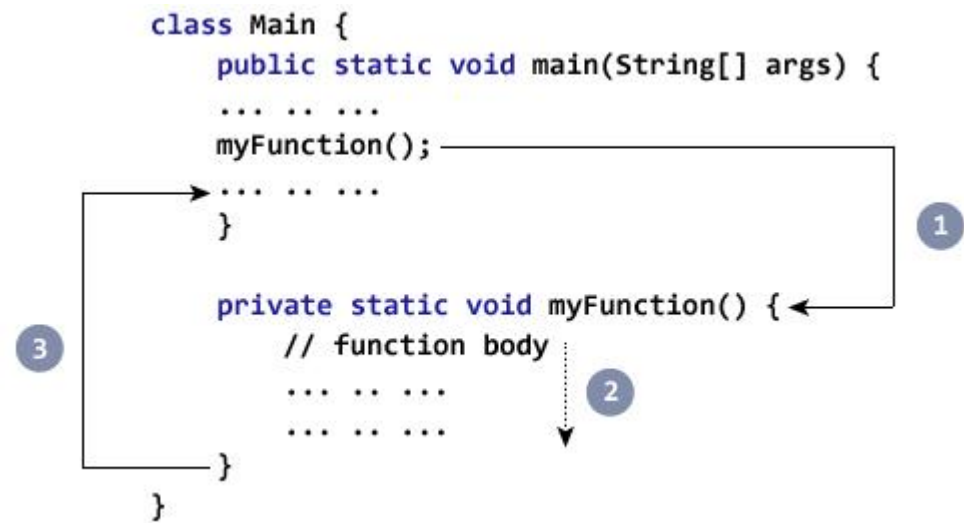 class Main {
public static void main(String[] args) {
... .. ...
myFunction();
... .. ...
}
1
private static void myFunction() {
// function body
3
... .. ...
2
... .. ...
}
}